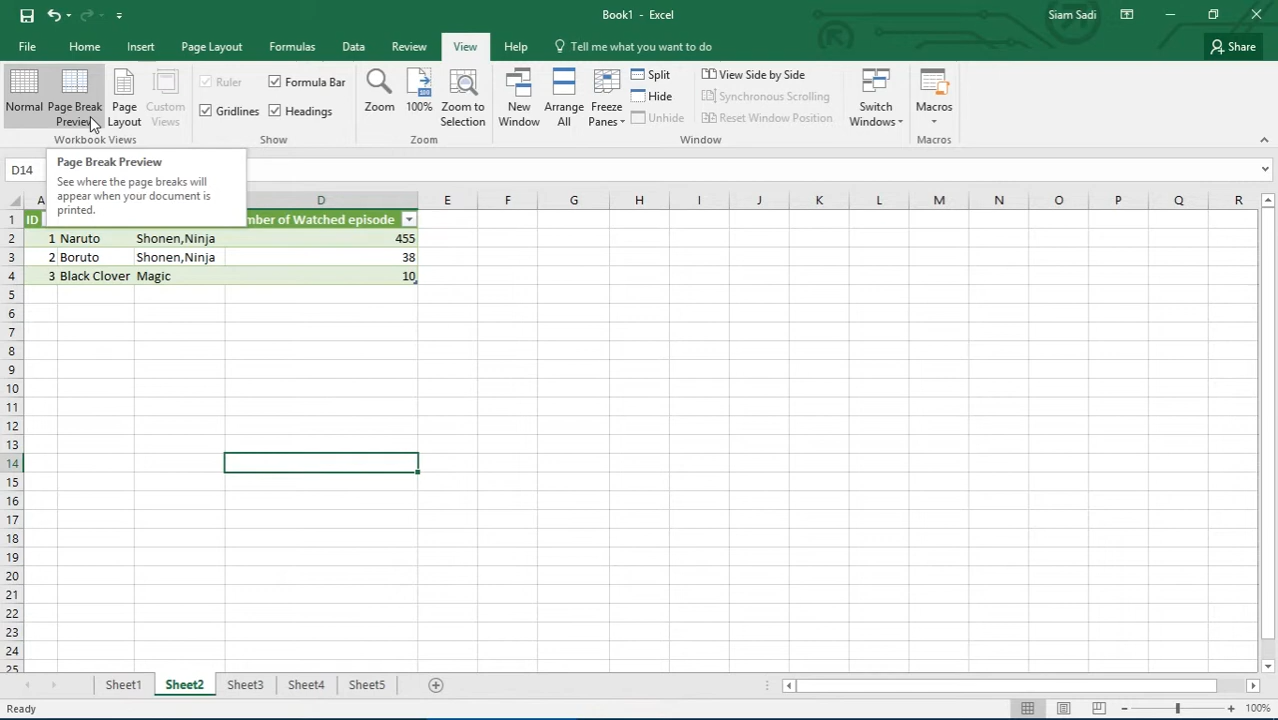 Book1 - Excel
Siam Sadi
File Home Insert Page Layout Formulas Data Review View Help Tell me what you want to do Share
Normal
Page Break Preview
Page Layout
Custom Views
Workbook Views
Ruler
Formula Bar
Gridlines
Headings
Show
Zoom
100%
Zoom to Selection
Zoom
New Window
Arrange All
Freeze Panes
Split
Hide
Unhide
View Side by Side
Synchronous Scrolling
Reset Window Position
Window
Switch Windows
Macros
Macros
D14
Page Break Preview
See where the page breaks will
appear when your document is
printed.
A D E F G H I J K L M N O P Q R
1 ID mber of Watched episode
2 1 Naruto Shonen,Ninja 455
3 2 Boruto Shonen,Ninja 38
4 3 Black Clover Magic 10
5
6
7
8
9
10
11
12
13
14
15
16
17
18
19
20
21
22
23
24
25
Sheet1 Sheet2 Sheet3 Sheet4 Sheet5
Ready
100%